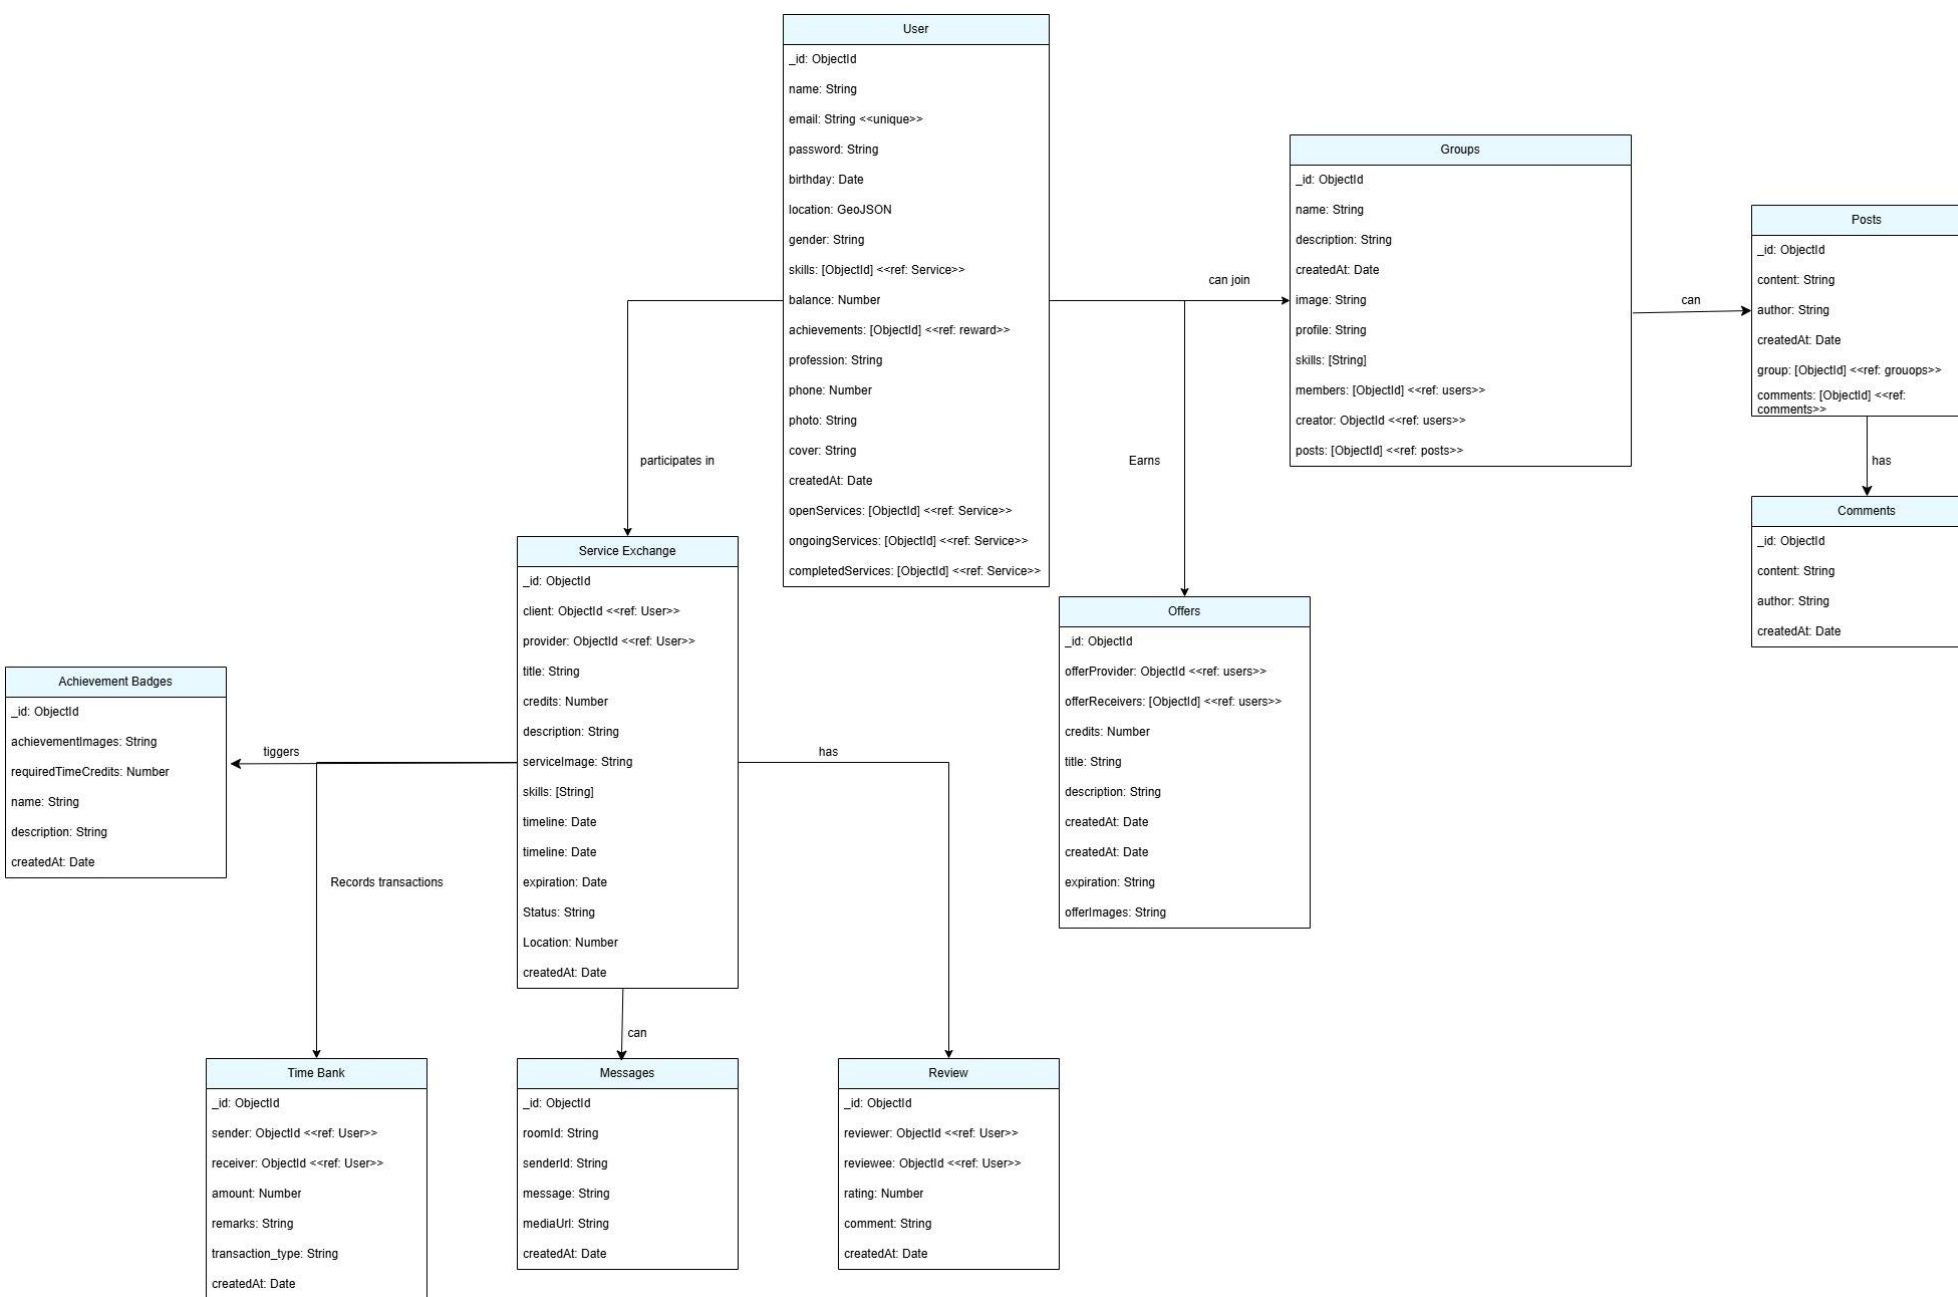 User
_id: ObjectId
name: String
email: String <<unique>>
password: String
birthday: Date
location: GeoJSON
gender: String
skills: [ObjectId] <<ref: Service>>
balance: Number
achievements: [ObjectId] <<ref: reward>>
profession: String
phone: Number
photo: String
cover: String
createdAt: Date
openServices: [ObjectId] <<ref: Service>>
ongoingServices: [ObjectId] <<ref: Service>>
completedServices: [ObjectId] <<ref: Service>>
can join
Groups
_id: ObjectId
name: String
description: String
createdAt: Date
image: String
profile: String
skills: [String]
members: [ObjectId] <<ref: users>>
creator: ObjectId <<ref: users>>
posts: [ObjectId] <<ref: posts>>
can
Posts
_id: ObjectId
content: String
author: String
createdAt: Date
group: [ObjectId] <<ref: grouops>>
comments: [ObjectId] <<ref:
comments>>
has
Comments
_id: ObjectId
content: String
author: String
createdAt: Date
participates in
Earns
Service Exchange
_id: ObjectId
client: ObjectId <<ref: User>>
provider: ObjectId <<ref: User>>
title: String
credits: Number
description: String
serviceImage: String
skills: [String]
timeline: Date
timeline: Date
expiration: Date
Status: String
Location: Number
createdAt: Date
Offers
_id: ObjectId
offerProvider: ObjectId <<ref: users>>
offerReceivers: [ObjectId] <<ref: users>>
credits: Number
title: String
description: String
createdAt: Date
createdAt: Date
expiration: String
offerImages: String
Achievement Badges
_id: ObjectId
achievementImages: String
requiredTimeCredits: Number
name: String
description: String
createdAt: Date
tiggers
has
Records transactions
can
Time Bank
_id: ObjectId
sender: ObjectId <<ref: User>>
receiver: ObjectId <<ref: User>>
amount: Number
remarks: String
transaction_type: String
createdAt: Date
Messages
_id: ObjectId
roomId: String
senderId: String
message: String
mediaUrl: String
createdAt: Date
Review
_id: ObjectId
reviewer: ObjectId <<ref: User>>
reviewee: ObjectId <<ref: User>>
rating: Number
comment: String
createdAt: Date